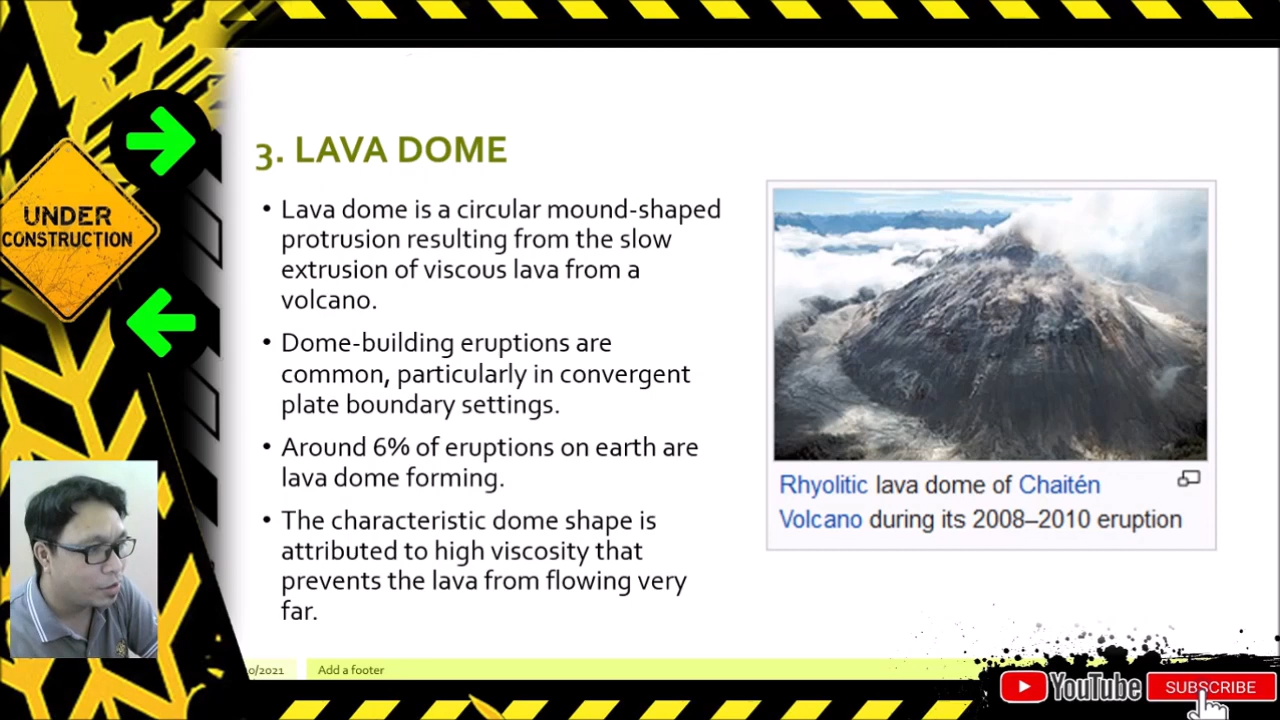 3. LAVA DOME
• Lava dome is a circular mound-shaped
protrusion resulting from the slow
extrusion of viscous lava from a
volcano.
• Dome-building eruptions are
common, particularly in convergent
plate boundary settings.
• Around 6% of eruptions on earth are
lava dome forming.
• The characteristic dome shape is
attributed to high viscosity that
prevents the lava from flowing very
far.
Rhyolitic lava dome of Chaitén
Volcano during its 2008–2010 eruption
UNDER
CONSTRUCTION
0/2021
Add a footer
YouTube
SUBSCRIBE